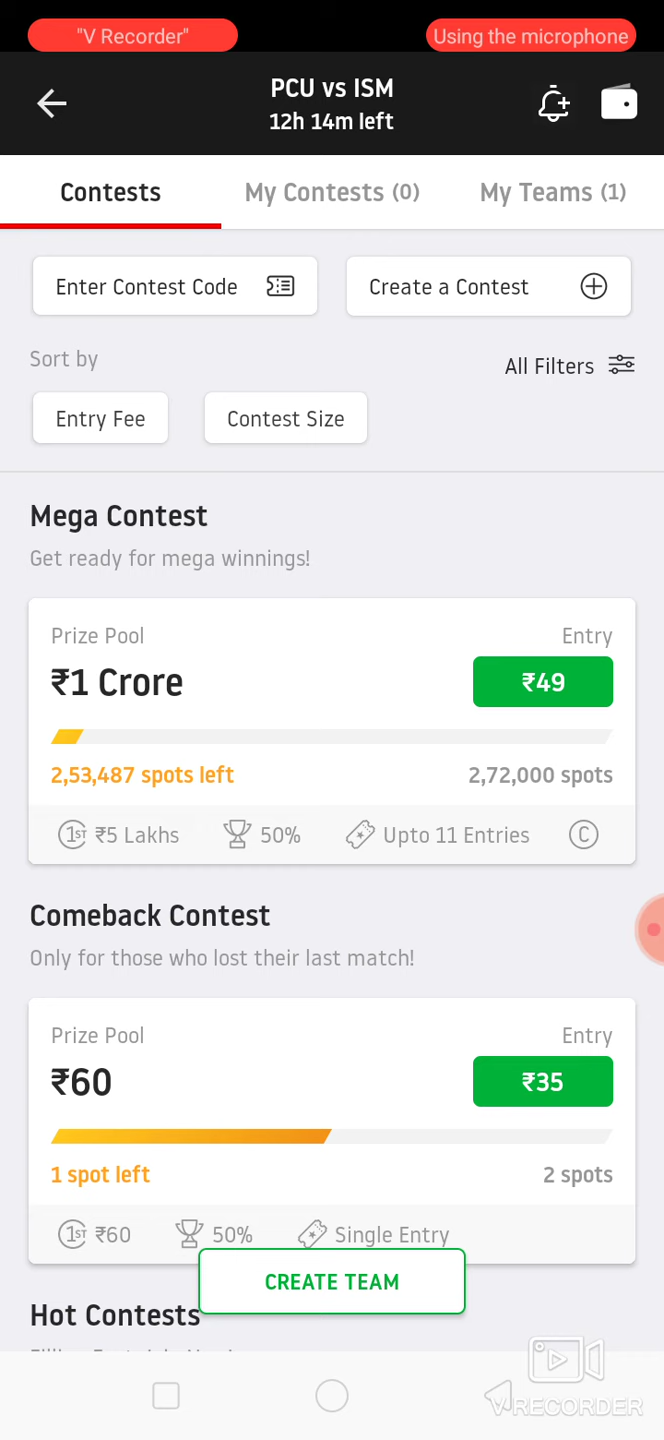 "V Recorder"
Using the microphone
PCU vs ISM
12h 14m left
Contests
My Contests (0)
My Teams (1)
Enter Contest Code
Create a Contest
Sort by
All Filters
Entry Fee
Contest Size
Mega Contest
Get ready for mega winnings!
Prize Pool
Entry
₹1 Crore
₹49
2,53,487 spots left
2,72,000 spots
1ST ₹5 Lakhs
50%
Upto 11 Entries
C
Comeback Contest
Only for those who lost their last match!
Prize Pool
Entry
₹60
₹35
1 spot left
2 spots
1ST ₹60
50%
Single Entry
CREATE TEAM
Hot Contests
VRECORDER